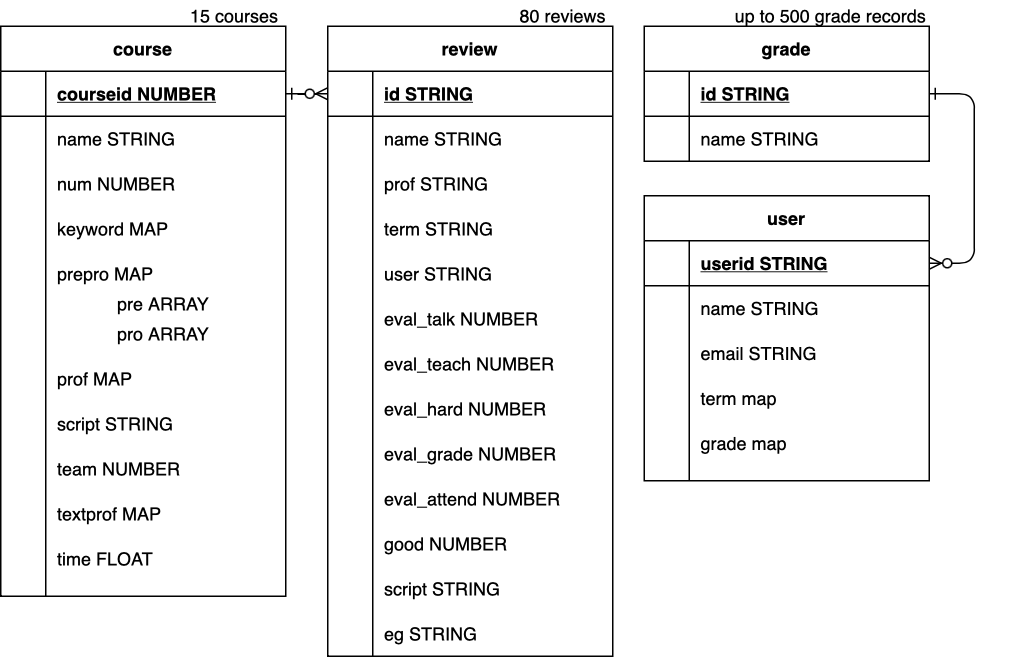 15 courses
course
courseid NUMBER
name STRING
num NUMBER
keyword MAP
prepro MAP
pre ARRAY
pro ARRAY
prof MAP
script STRING
team NUMBER
textprof MAP
time FLOAT
80 reviews
review
id STRING
name STRING
prof STRING
term STRING
user STRING
eval_talk NUMBER
eval_teach NUMBER
eval_hard NUMBER
eval_grade NUMBER
eval_attend NUMBER
good NUMBER
script STRING
eg STRING
up to 500 grade records
grade
id STRING
name STRING
user
userid STRING
name STRING
email STRING
term map
grade map